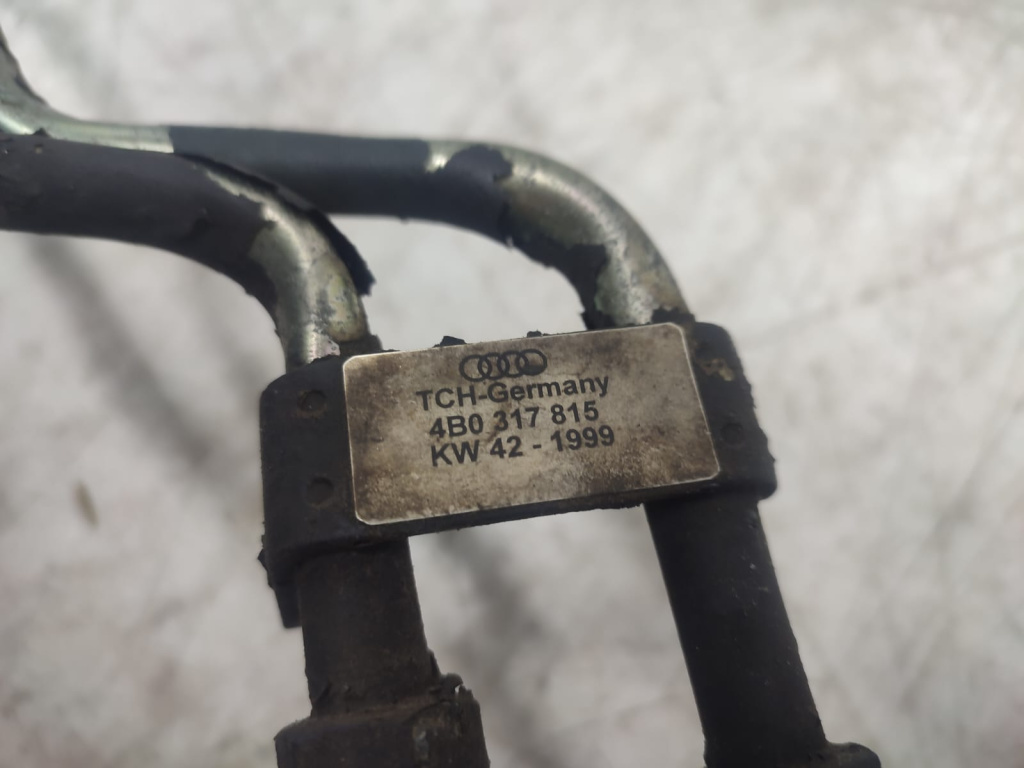 TCH-Germany
4B0 317 815
KW 42 - 1999